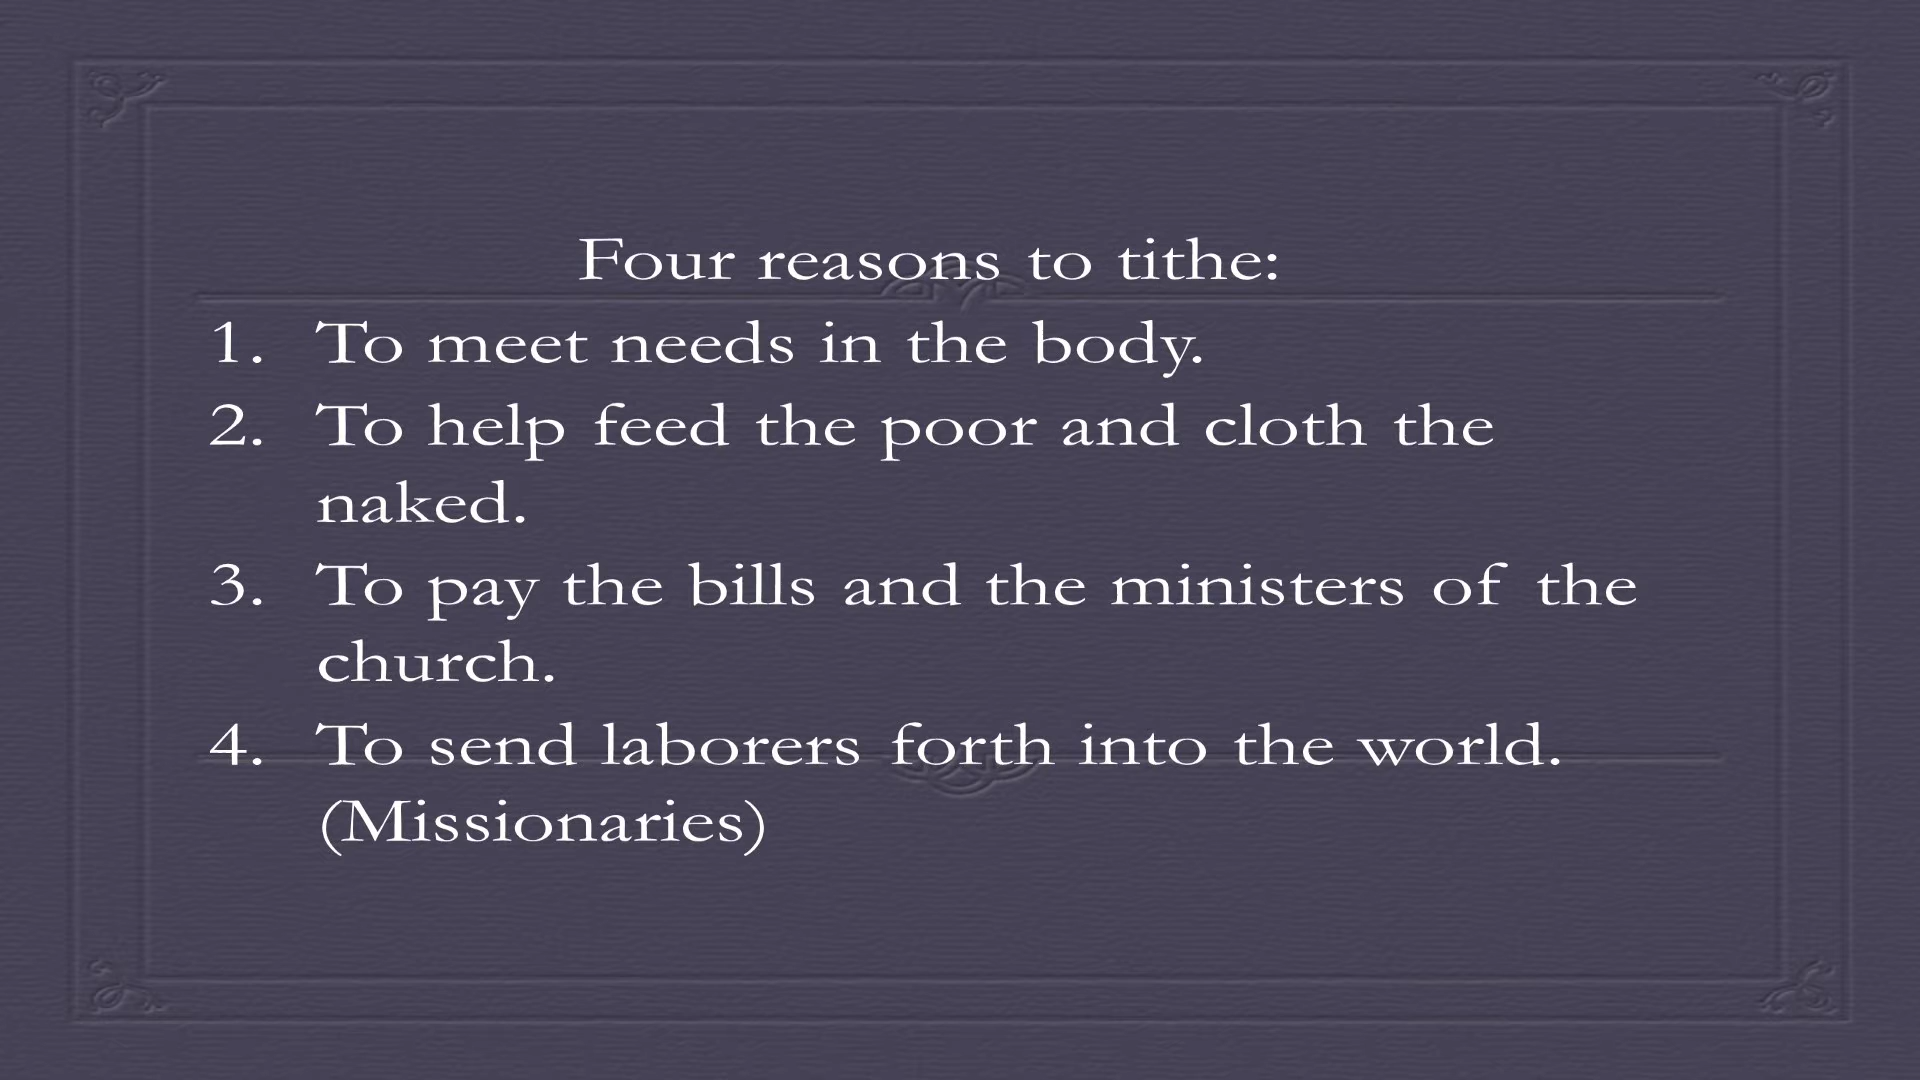 Four reasons to tithe:
1. To meet needs in the body.
2. To help feed the poor and cloth the
naked.
3. To pay the bills and the ministers of the
church.
4. To send laborers forth into the world.
(Missionaries)